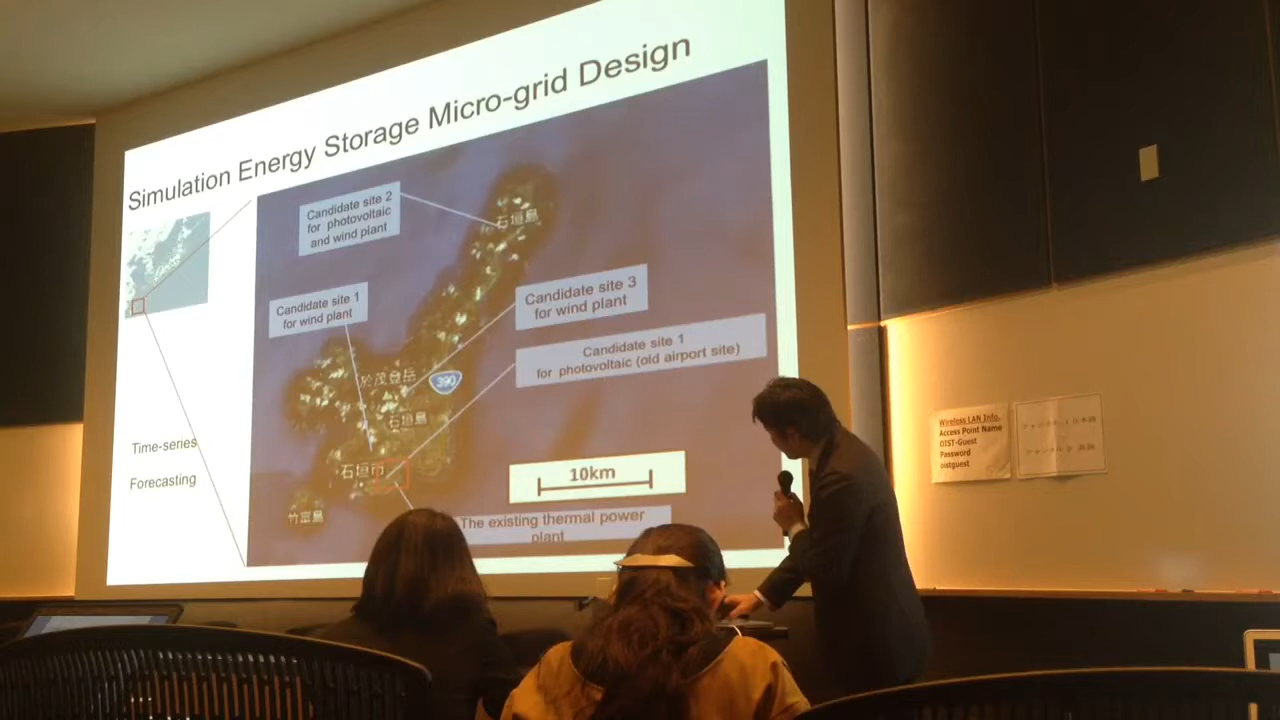 Simulation Energy Storage Micro-grid Design
Candidate site 2
for photovoltaic
and wind plant
石垣島
Candidate site 1
for wind plant
Candidate site 3
for wind plant
Candidate site 1
for photovoltaic (old airport site)
於茂登岳
390
石垣島
石垣市
竹富島
10km
The existing thermal power
plant
Time-series
Forecasting
Wireless LAN Info.
Access Point Name
OIST-Guest
Password
oistguest